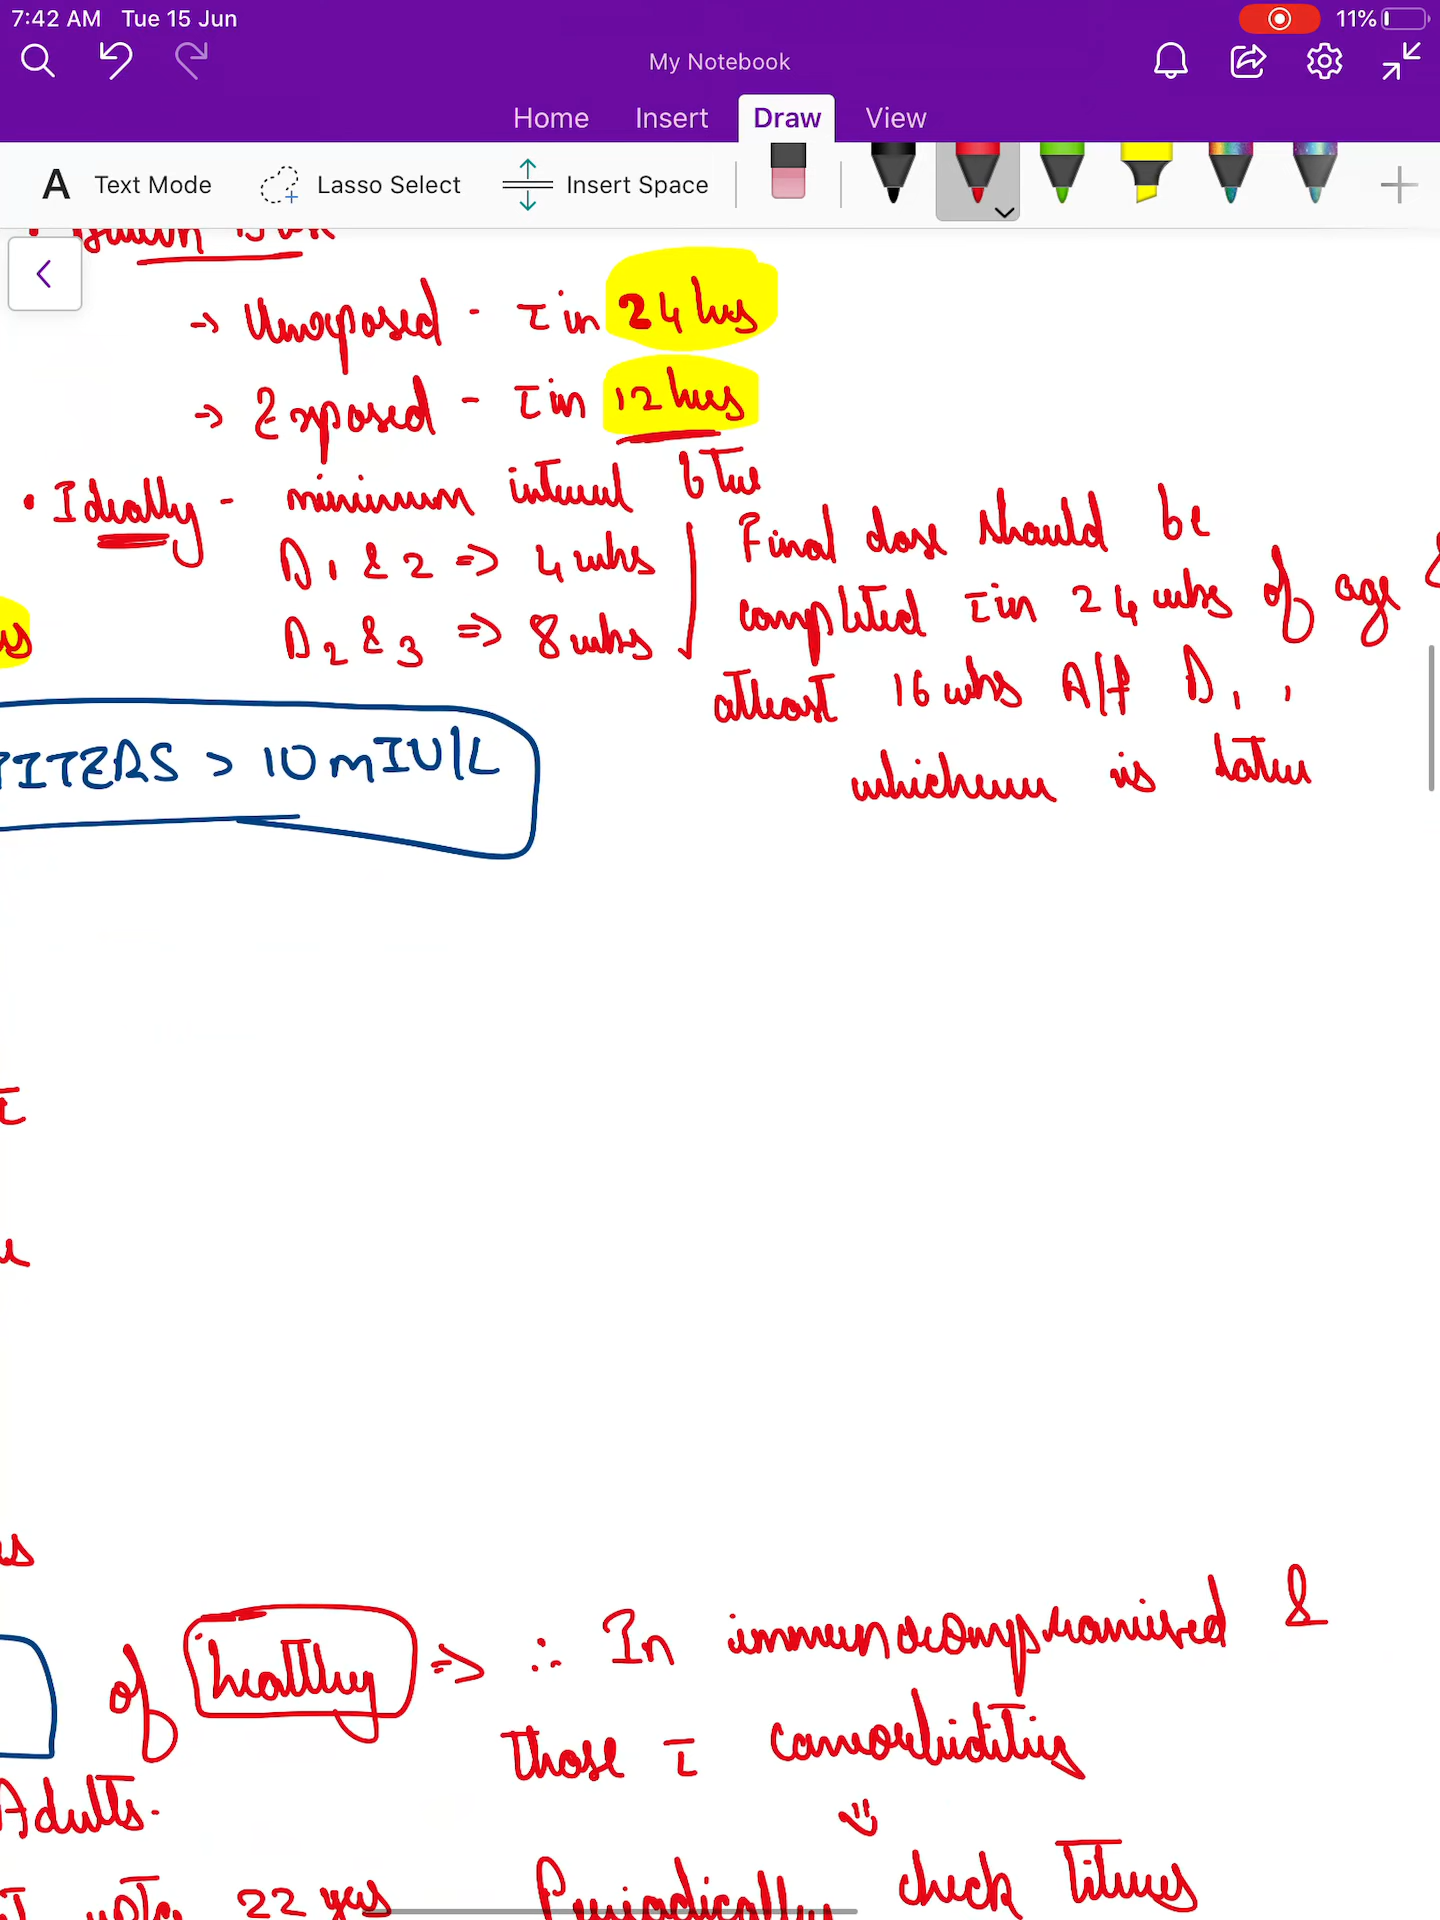 7:42 AM Tue 15 Jun 11%
My Notebook
Home Insert Draw View
A Text Mode Lasso Select Insert Space
→ Unexposed - c̄in 24 hrs
→ Exposed - c̄in 12 hrs
• Ideally - minimum interval btw
D1 & 2 => 4 wks
D2 & 3 => 8 wks
Final dose should be
completed c̄in 24 wks of age &
atleast 16 wks A/f D1,
whichever is later
TITERS > 10 mIU/L
of healthy => ∴ In immunocompromised &
those c̄ comorbidities
Adults.
check titres
upto 22 yrs Periodically